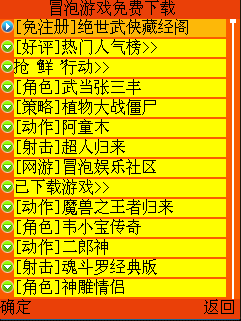 冒泡游戏免费下载
[免注册]绝世武侠藏经阁
[好评]热门人气榜>>
抢 鲜 行动>>
[角色]武当张三丰
[策略]植物大战僵尸
[动作]阿童木
[射击]超人归来
[网游]冒泡娱乐社区
己下载游戏>>
[动作]魔兽之王者归来
[角色]韦小宝传奇
[动作]二郎神
[射击]魂斗罗经典版
[角色]神雕情侣
确定 返回